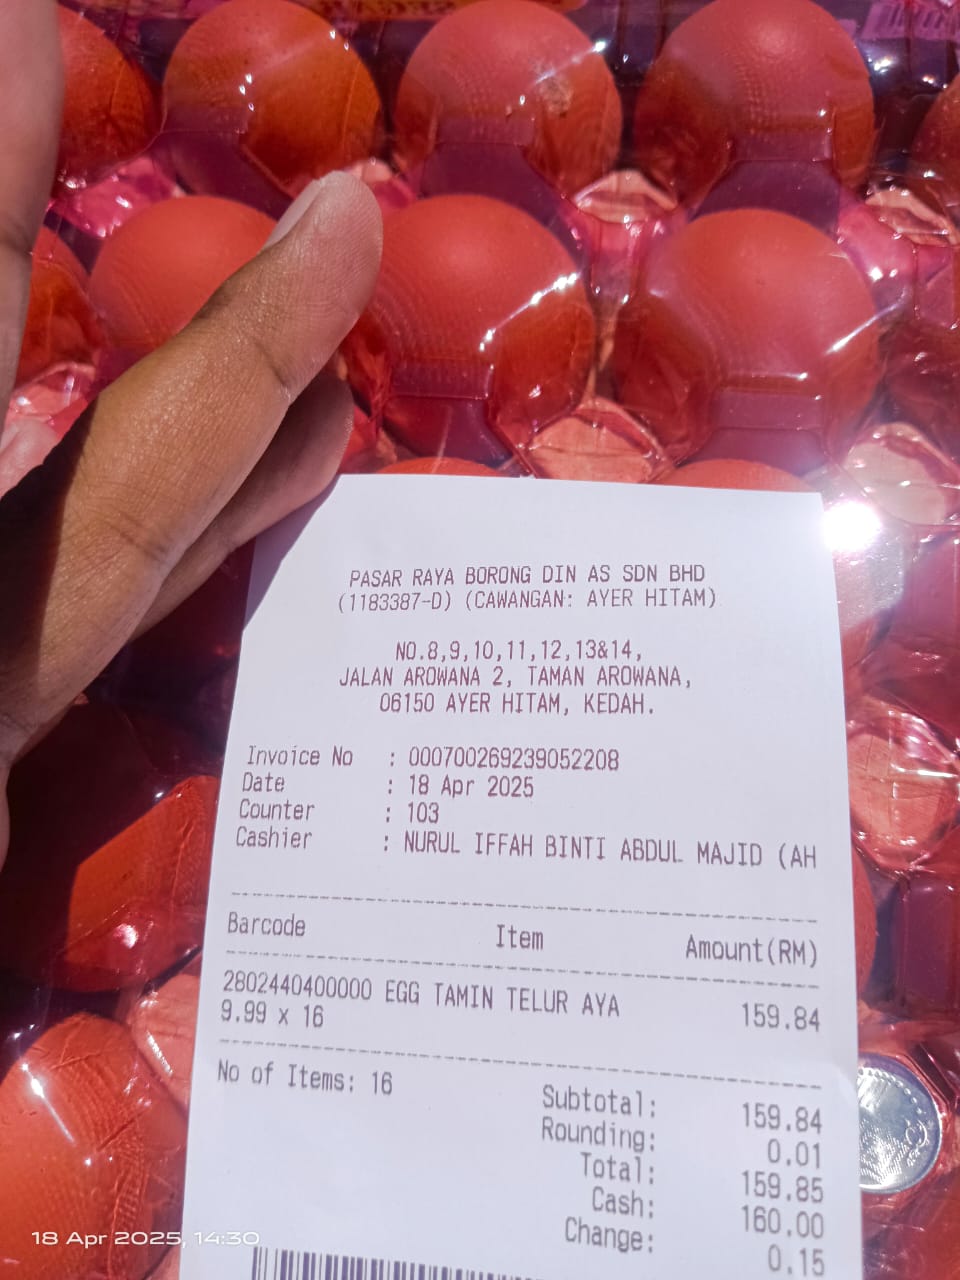 PASAR RAYA BORONG DIN AS SDN BHD
(1183387-D) (CAWANGAN: AYER HITAM)
NO.8,9,10,11,12,13&14,
JALAN AROWANA 2, TAMAN AROWANA,
06150 AYER HITAM, KEDAH.
Invoice No : 000700269239052208
Date : 18 Apr 2025
Counter : 103
Cashier : NURUL IFFAH BINTI ABDUL MAJID (AH
Barcode Item Amount(RM)
2802440400000 EGG TAMIN TELUR AYA 159.84
9.99 x 16
No of Items: 16
Subtotal: 159.84
Rounding: 0.01
Total: 159.85
Cash: 160.00
Change: 0.15
18 Apr 2025, 14:30